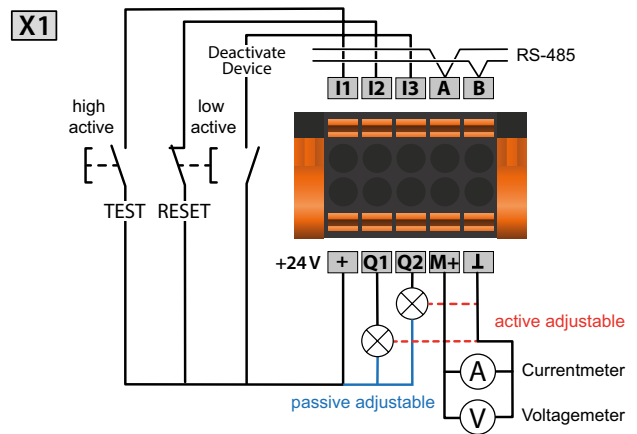 X1
Deactivate
Device
RS-485
I1 I2 I3 A B
high
active
low
active
TEST RESET
+24 V + Q1 Q2 M+ ⊥
active adjustable
passive adjustable
A Currentmeter
V Voltagemeter